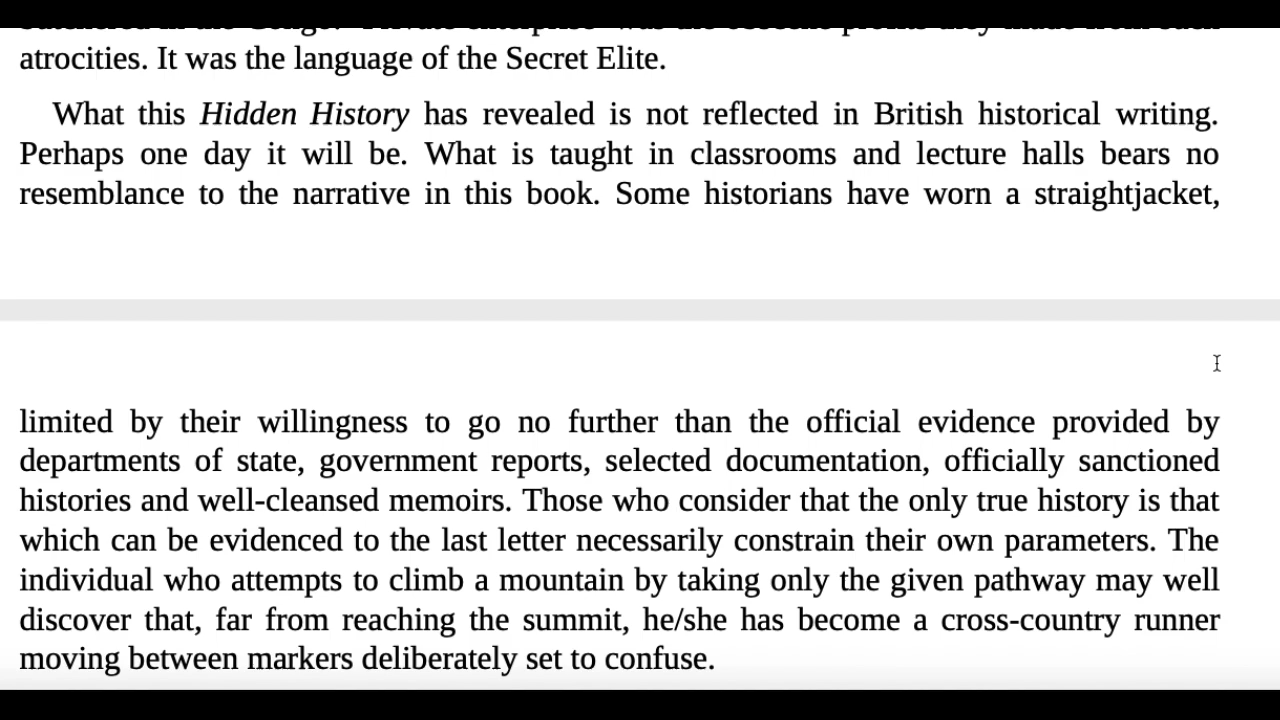 atrocities. It was the language of the Secret Elite.
What this Hidden History has revealed is not reflected in British historical writing.
Perhaps one day it will be. What is taught in classrooms and lecture halls bears no
resemblance to the narrative in this book. Some historians have worn a straightjacket,
limited by their willingness to go no further than the official evidence provided by
departments of state, government reports, selected documentation, officially sanctioned
histories and well-cleansed memoirs. Those who consider that the only true history is that
which can be evidenced to the last letter necessarily constrain their own parameters. The
individual who attempts to climb a mountain by taking only the given pathway may well
discover that, far from reaching the summit, he/she has become a cross-country runner
moving between markers deliberately set to confuse.